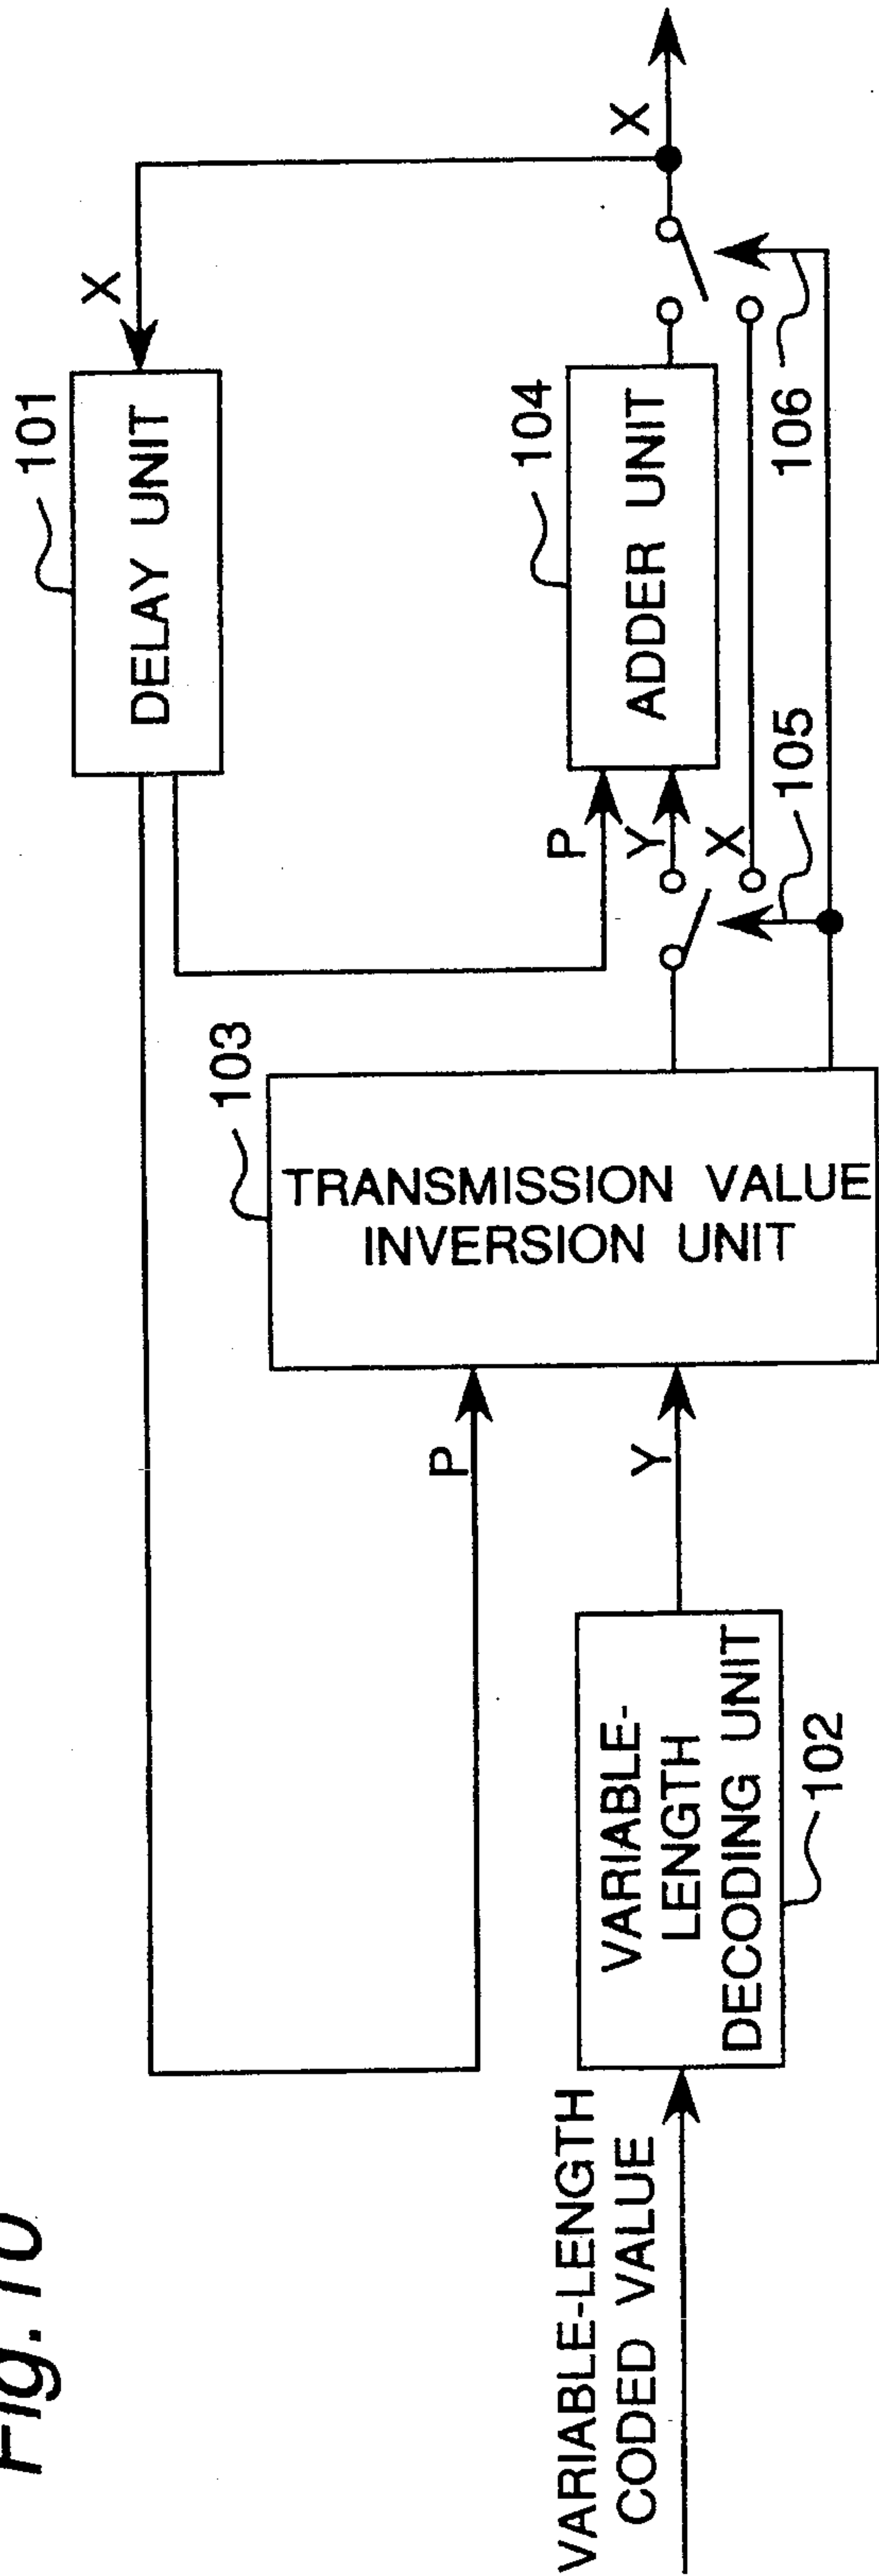 Fig. 10
101
DELAY UNIT
X
103
TRANSMISSION VALUE
INVERSION UNIT
P
Y
P
Y
X
104
ADDER UNIT
X
105
106
VARIABLE-LENGTH
CODED VALUE
VARIABLE-
LENGTH
DECODING UNIT
102